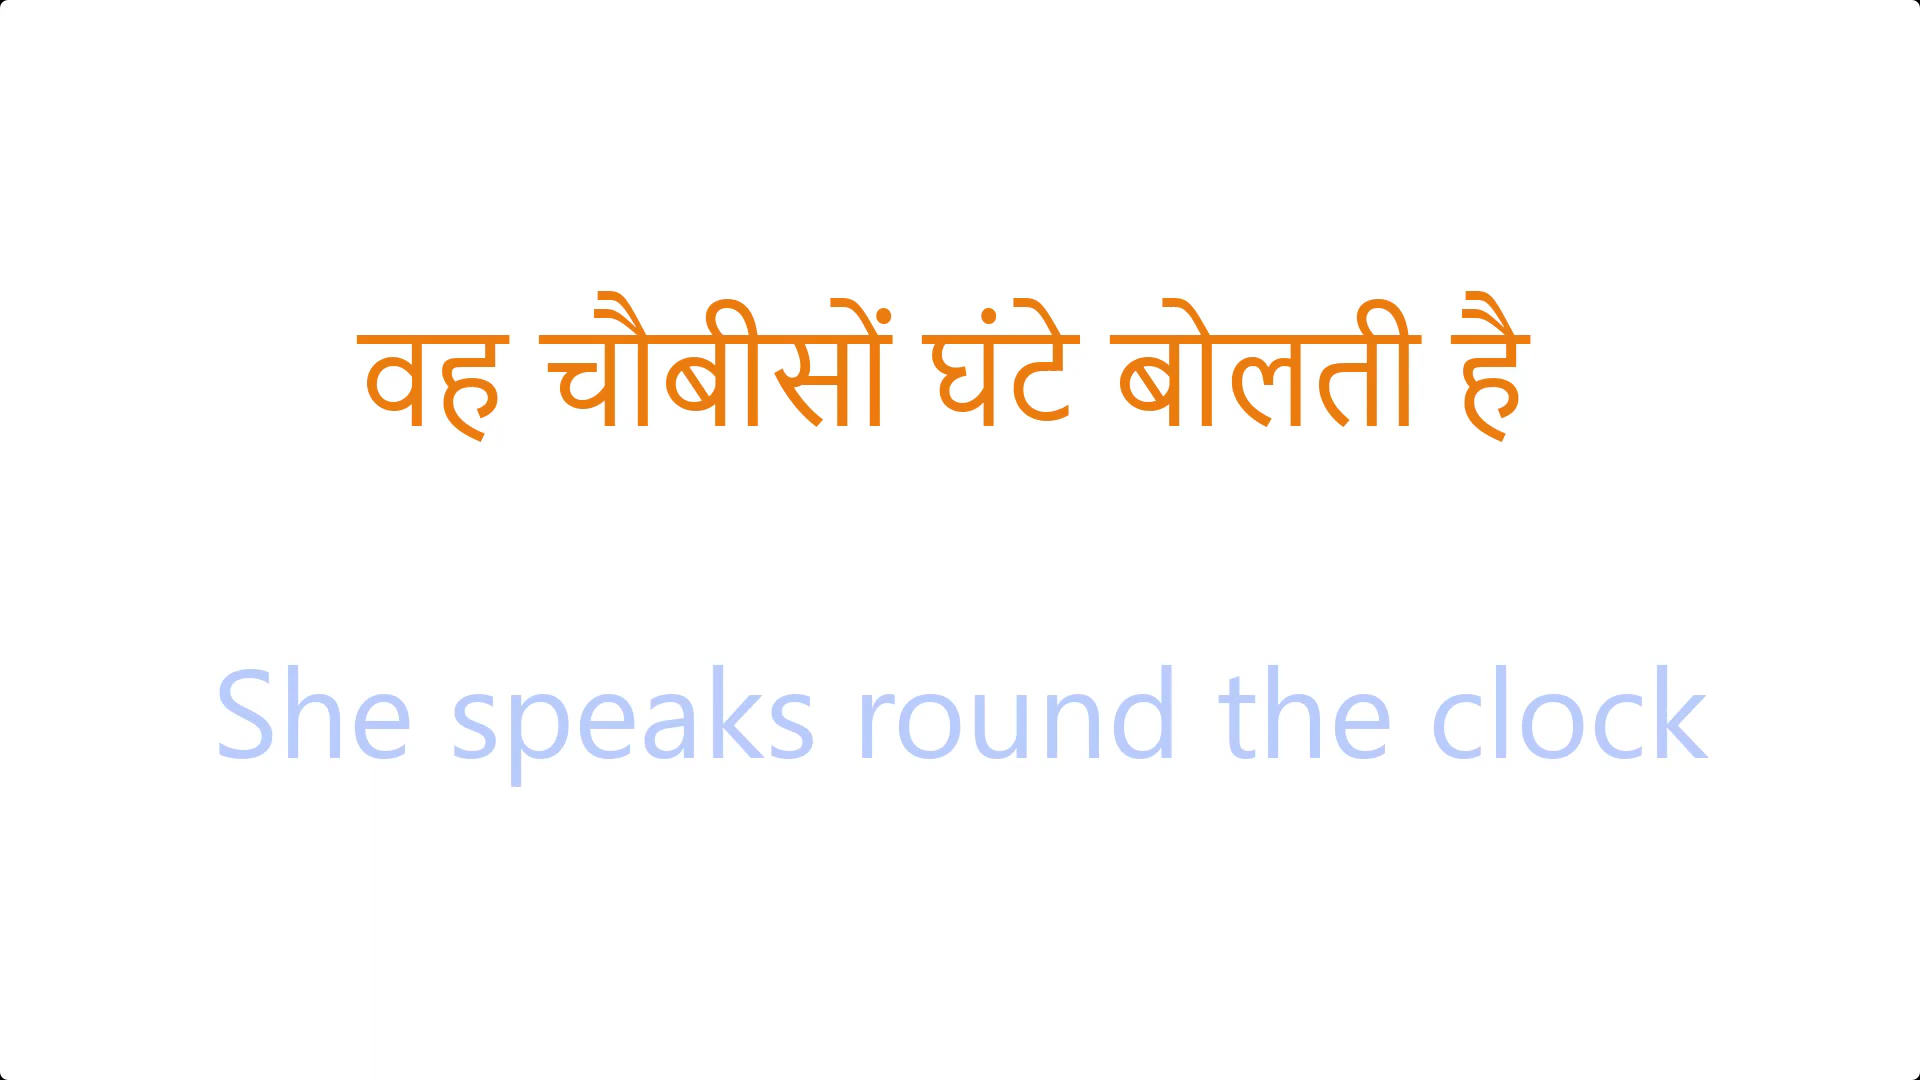 वह चौबीसों घंटे बोलती है
She speaks round the clock